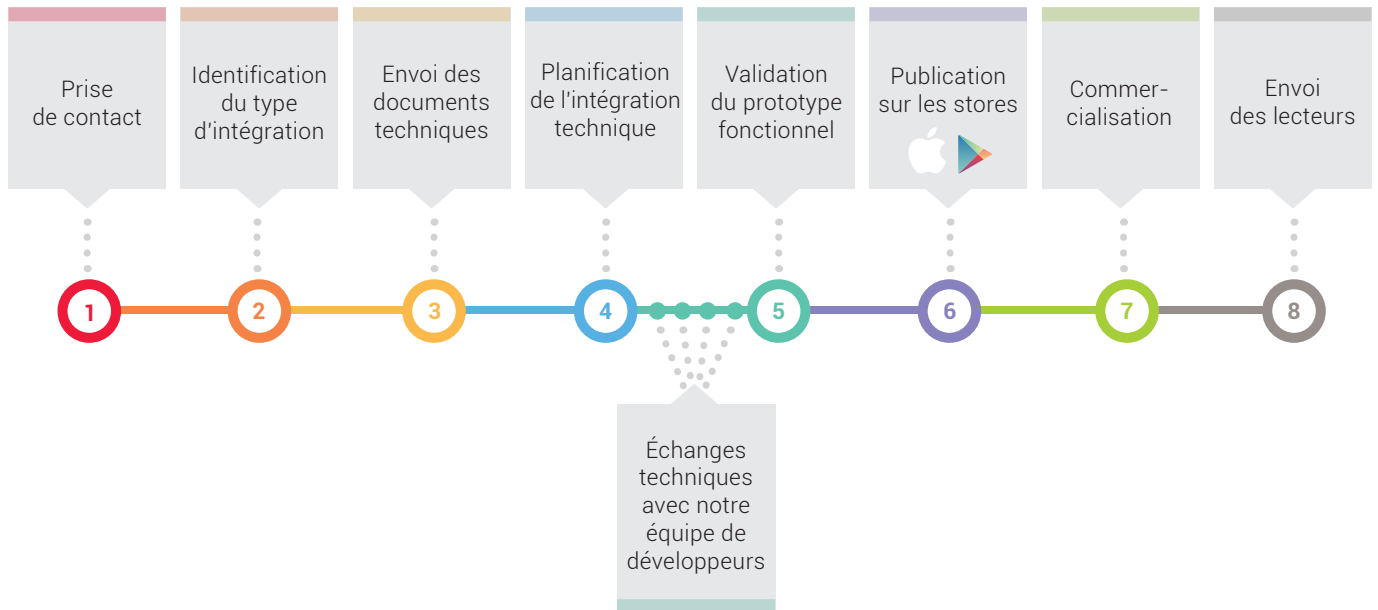 Prise
de contact
Identification
du type
d'intégration
Envoi des
documents
techniques
Planification
de l'intégration
technique
Validation
du prototype
fonctionnel
Publication
sur les stores
Commer-
cialisation
Envoi
des lecteurs
1
2
3
4
5
6
7
8
Échanges
techniques
avec notre
équipe de
développeurs